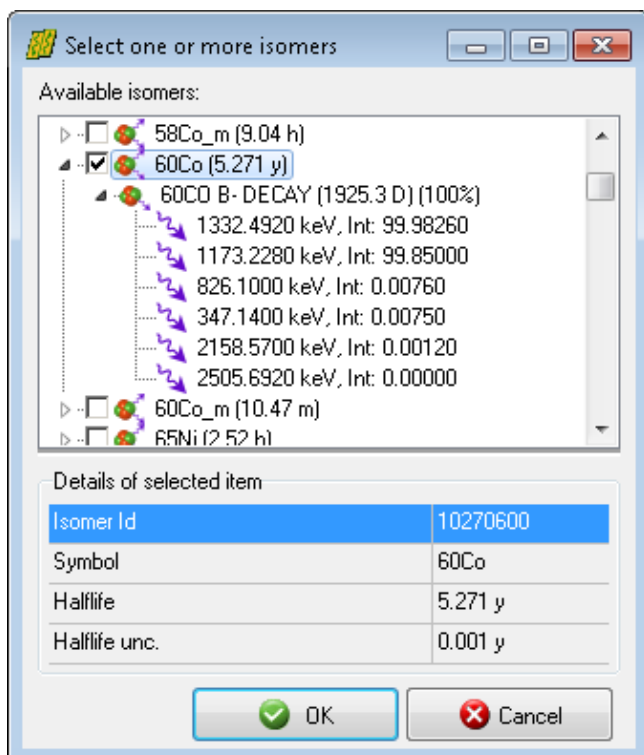 Select one or more isomers
Available isomers:
58Co_m (9.04 h)
60Co (5.271 y)
60CO B- DECAY (1925.3 D) (100%)
1332.4920 keV, Int: 99.98260
1173.2280 keV, Int: 99.85000
826.1000 keV, Int: 0.00760
347.1400 keV, Int: 0.00750
2158.5700 keV, Int: 0.00120
2505.6920 keV, Int: 0.00000
60Co_m (10.47 m)
65Ni (2.52 h)
Details of selected item
Isomer Id 10270600
Symbol 60Co
Halflife 5.271 y
Halflife unc. 0.001 y
OK Cancel